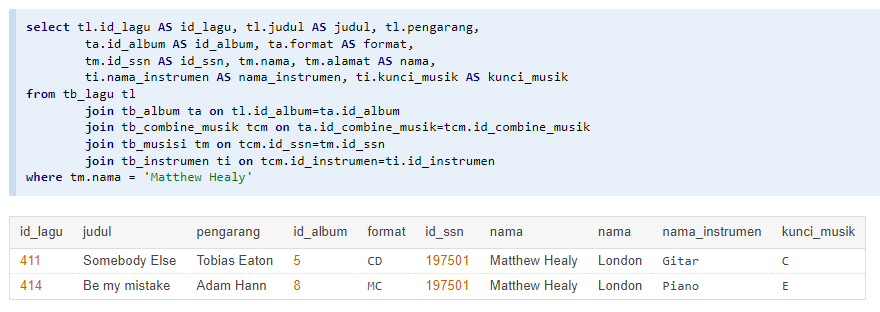 select tl.id_lagu AS id_lagu, tl.judul AS judul, tl.pengarang,
ta.id_album AS id_album, ta.format AS format,
tm.id_ssn AS id_ssn, tm.nama, tm.alamat AS nama,
ti.nama_instrumen AS nama_instrumen, ti.kunci_musik AS kunci_musik
from tb_lagu tl
join tb_album ta on tl.id_album=ta.id_album
join tb_combine_musik tcm on ta.id_combine_musik=tcm.id_combine_musik
join tb_musisi tm on tcm.id_ssn=tm.id_ssn
join tb_instrumen ti on tcm.id_instrumen=ti.id_instrumen
where tm.nama = 'Matthew Healy'
id_lagu judul pengarang id_album format id_ssn nama nama nama_instrumen kunci_musik
411 Somebody Else Tobias Eaton 5 CD 197501 Matthew Healy London Gitar C
414 Be my mistake Adam Hann 8 MC 197501 Matthew Healy London Piano E